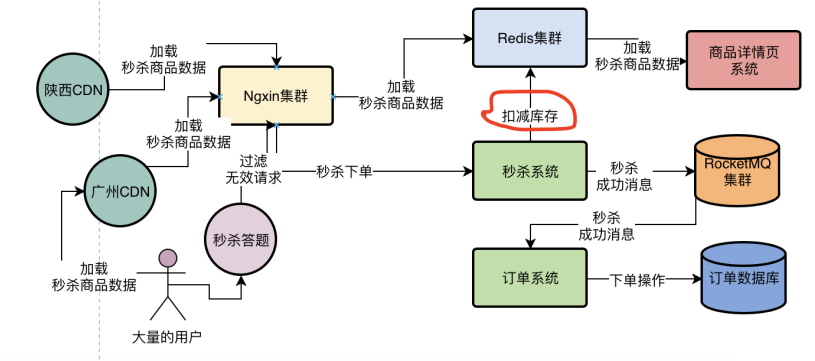 陕西CDN
加载
秒杀商品数据
Ngxin集群
加载
秒杀商品数据
Redis集群
加载
秒杀商品数据
商品详情页
系统
加载
秒杀商品数据
广州CDN
过滤
无效请求
秒杀下单
扣减库存
秒杀系统
秒杀
成功消息
RocketMQ
集群
秒杀
成功消息
秒杀答题
加载
秒杀商品数据
大量的用户
订单系统
下单操作
订单数据库